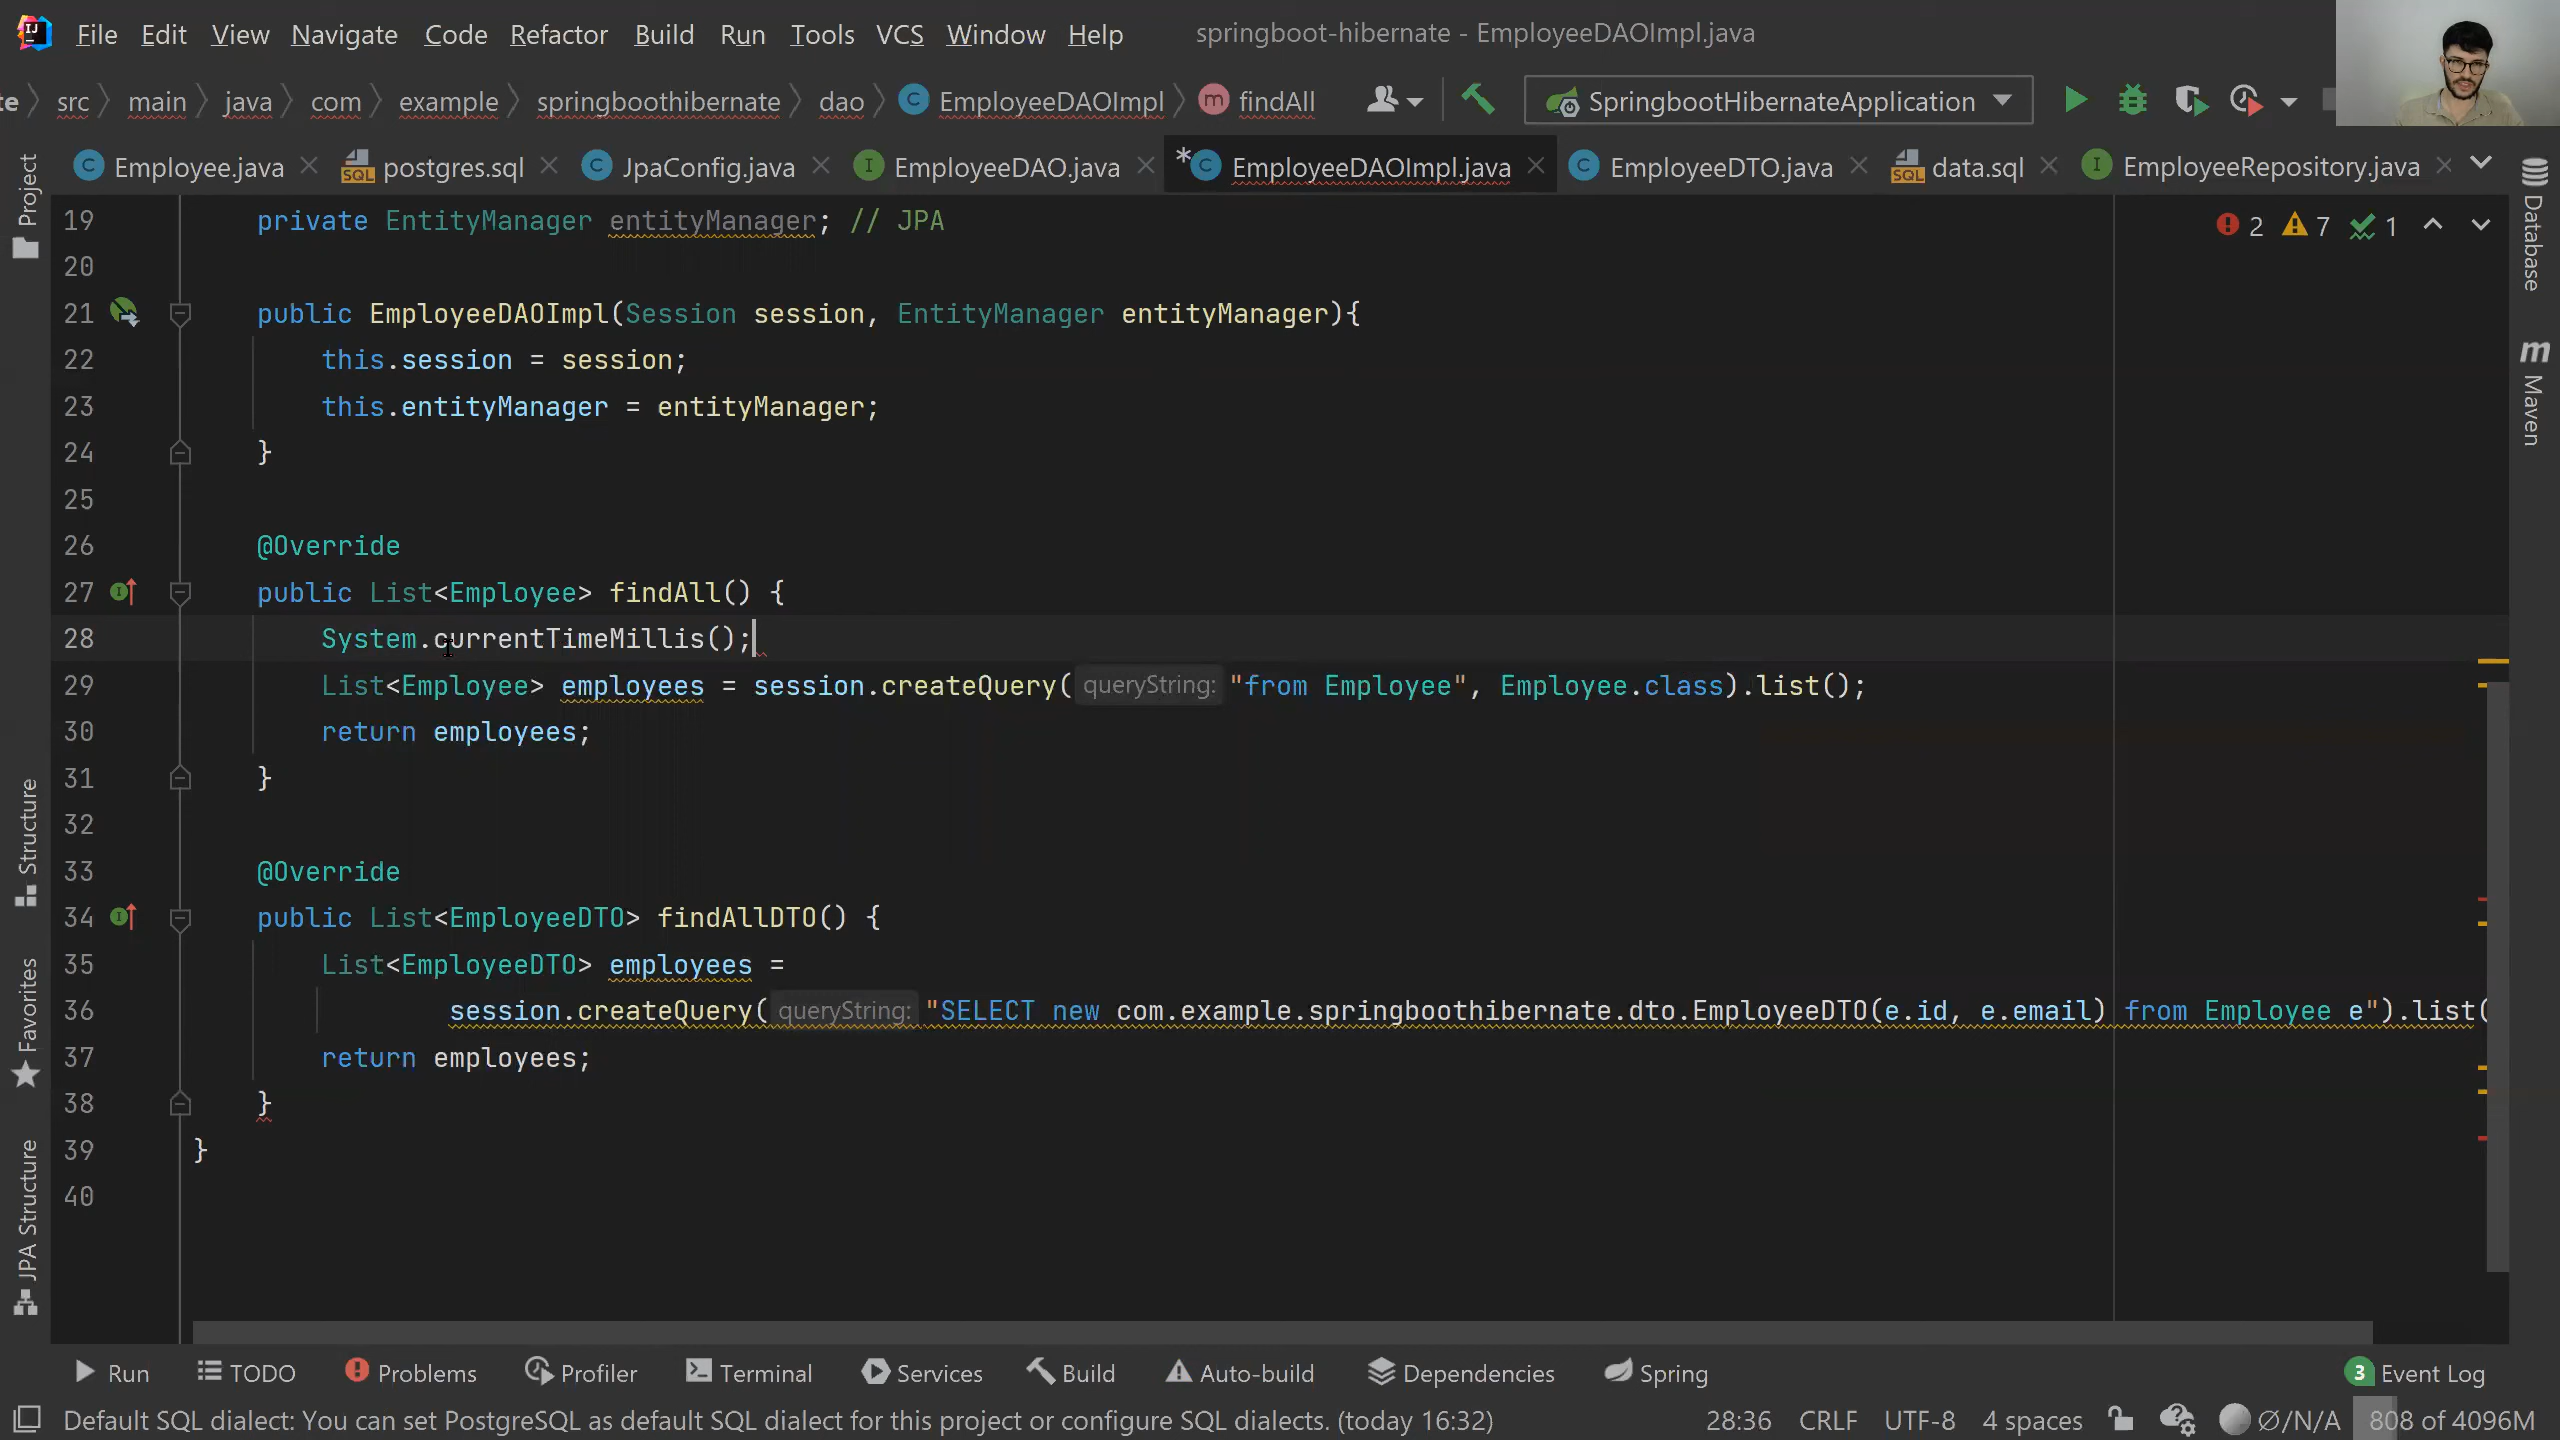 File Edit View Navigate Code Refactor Build Run Tools VCS Window Help springboot-hibernate - EmployeeDAOImpl.java
te src main java com example springboothibernate dao EmployeeDAOImpl findAll SpringbootHibernateApplication
Employee.java postgres.sql JpaConfig.java EmployeeDAO.java *EmployeeDAOImpl.java EmployeeDTO.java data.sql EmployeeRepository.java
Project
Structure
Favorites
JPA Structure
19 private EntityManager entityManager; // JPA
2 7 1
20
21 public EmployeeDAOImpl(Session session, EntityManager entityManager){
22 this.session = session;
23 this.entityManager = entityManager;
24 }
25
26 @Override
27 public List<Employee> findAll() {
28 System.currentTimeMillis();
29 List<Employee> employees = session.createQuery( queryString: "from Employee", Employee.class).list();
30 return employees;
31 }
32
33 @Override
34 public List<EmployeeDTO> findAllDTO() {
35 List<EmployeeDTO> employees =
36 session.createQuery( queryString: "SELECT new com.example.springboothibernate.dto.EmployeeDTO(e.id, e.email) from Employee e").list(
37 return employees;
38 }
39 }
40
Database
m Maven
Run TODO Problems Profiler Terminal Services Build Auto-build Dependencies Spring 3 Event Log
Default SQL dialect: You can set PostgreSQL as default SQL dialect for this project or configure SQL dialects. (today 16:32) 28:36 CRLF UTF-8 4 spaces Ø/N/A 808 of 4096M